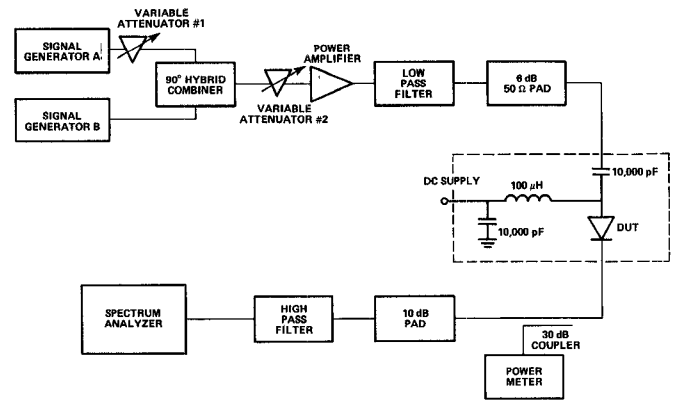 VARIABLE
ATTENUATOR #1
SIGNAL
GENERATOR A
90° HYBRID
COMBINER
SIGNAL
GENERATOR B
VARIABLE
ATTENUATOR #2
POWER
AMPLIFIER
LOW
PASS
FILTER
6 dB
50 Ω PAD
10,000 pF
DC SUPPLY
100 μH
10,000 pF
DUT
SPECTRUM
ANALYZER
HIGH
PASS
FILTER
10 dB
PAD
30 dB
COUPLER
POWER
METER